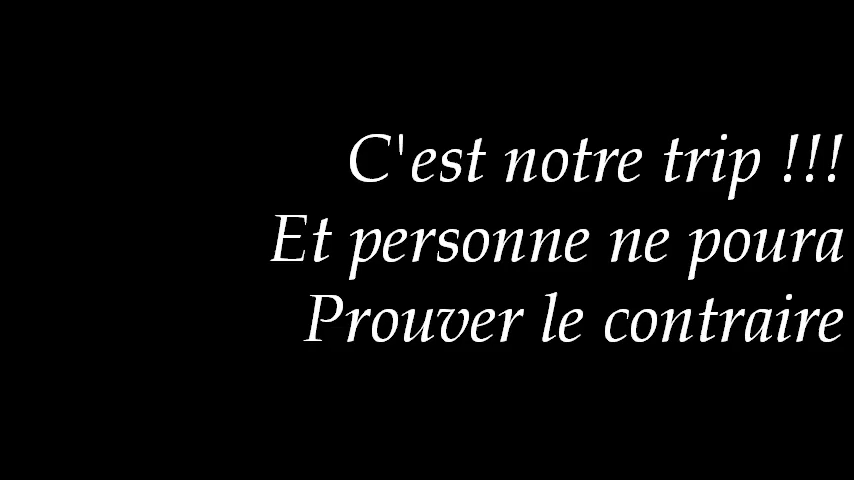 C'est notre trip !!!
Et personne ne poura
Prouver le contraire